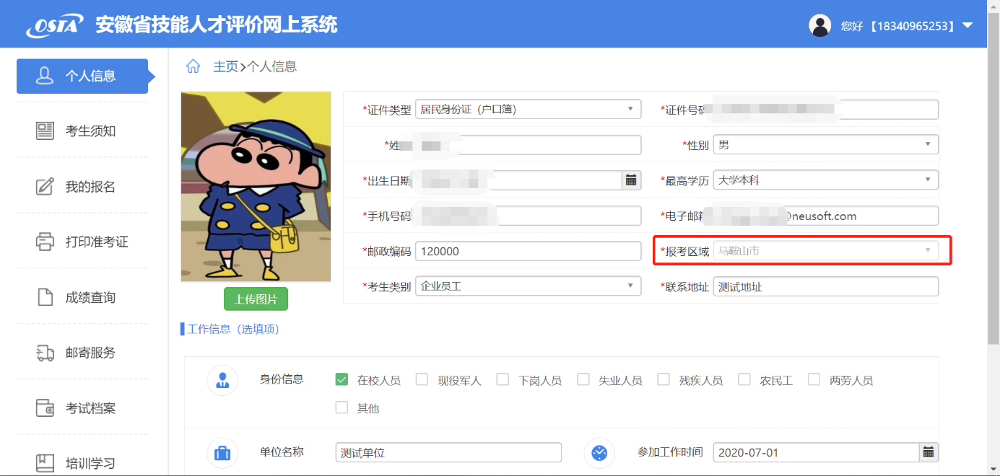 OSTA 安徽省技能人才评价网上系统
您好 【18340965253】
个人信息
考生须知
我的报名
打印准考证
成绩查询
邮寄服务
考试档案
培训学习
主页>个人信息
上传图片
*证件类型 居民身份证（户口簿） *证件号码
*姓 *性别 男
*出生日期 *最高学历 大学本科
*手机号码 *电子邮箱 @neusoft.com
*邮政编码 120000 *报考区域 马鞍山市
*考生类别 企业员工 *联系地址 测试地址
工作信息（选填项）
身份信息 在校人员 现役军人 下岗人员 失业人员 残疾人员 农民工 两劳人员
其他
单位名称 测试单位 参加工作时间 2020-07-01